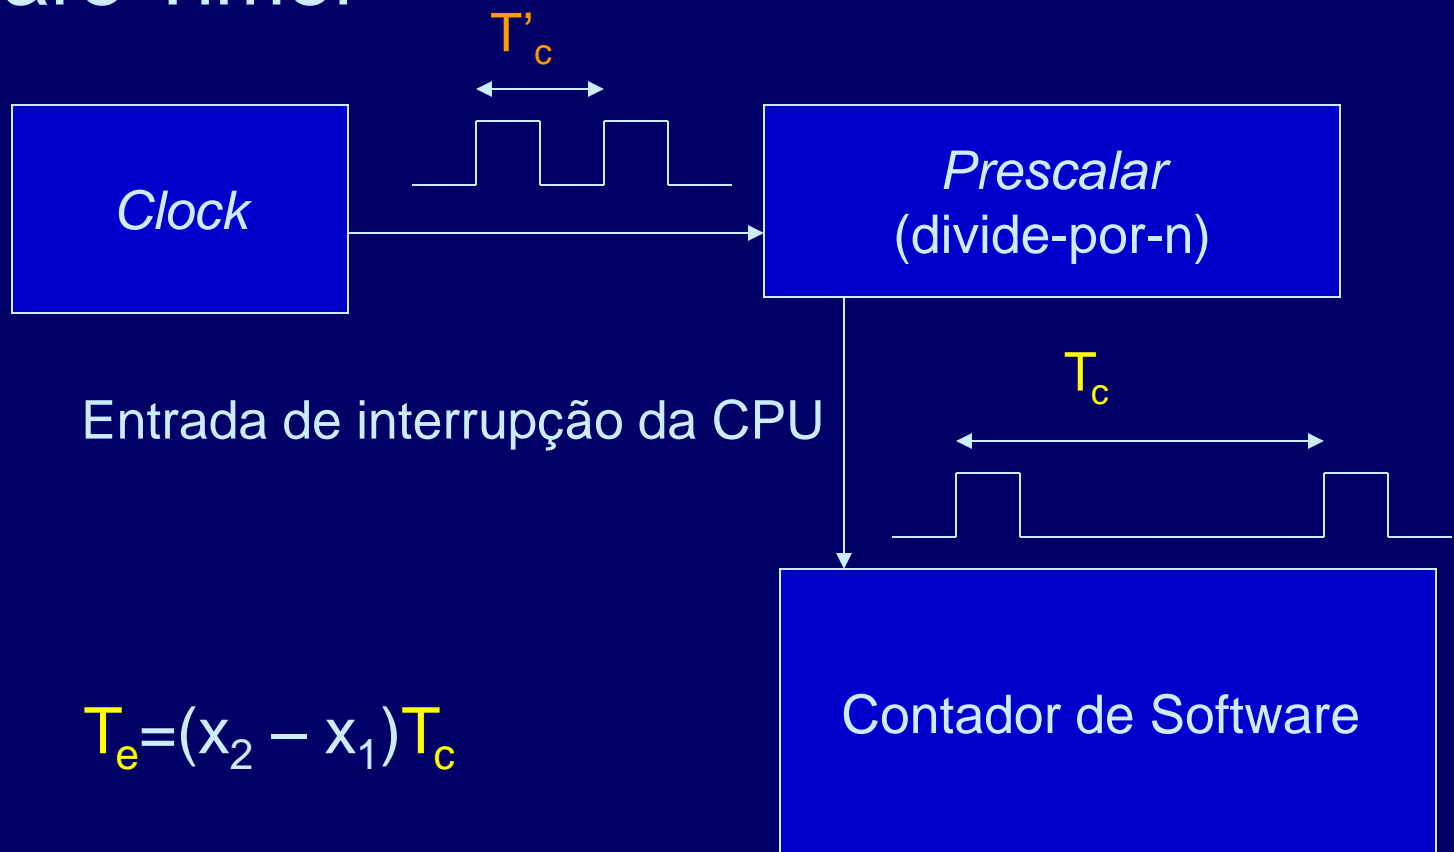 T’c
Clock
Prescalar
(divide-por-n)
Tc
Entrada de interrupção da CPU
Contador de Software
Te=(x2 – x1)Tc